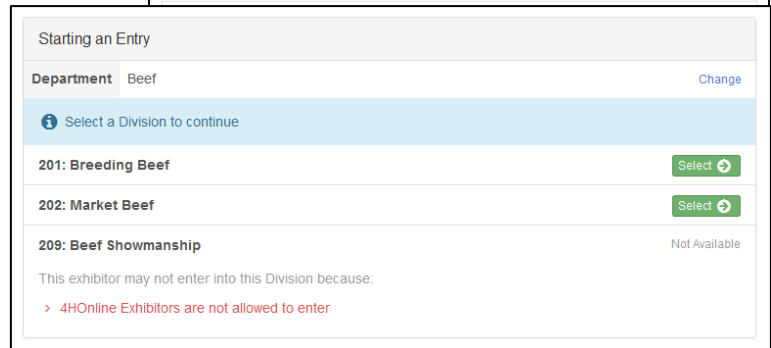 Starting an Entry
Department Beef Change
Select a Division to continue
201: Breeding Beef Select
202: Market Beef Select
209: Beef Showmanship Not Available
This exhibitor may not enter into this Division because:
> 4HOnline Exhibitors are not allowed to enter